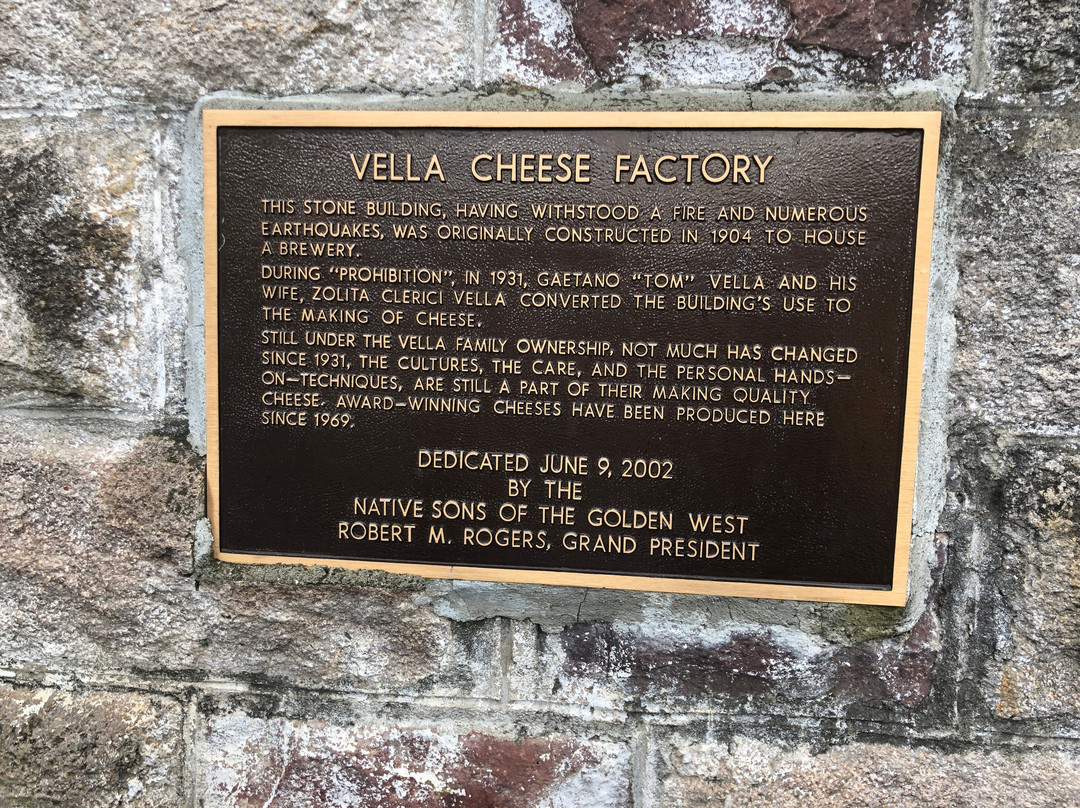 VELLA CHEESE FACTORY
THIS STONE BUILDING, HAVING WITHSTOOD A FIRE AND NUMEROUS
EARTHQUAKES, WAS ORIGINALLY CONSTRUCTED IN 1904 TO HOUSE
A BREWERY.
DURING "PROHIBITION", IN 1931, GAETANO "TOM" VELLA AND HIS
WIFE, ZOLITA CLERICI VELLA CONVERTED THE BUILDING'S USE TO
THE MAKING OF CHEESE.
STILL UNDER THE VELLA FAMILY OWNERSHIP, NOT MUCH HAS CHANGED
SINCE 1931, THE CULTURES, THE CARE, AND THE PERSONAL HANDS-
ON-TECHNIQUES, ARE STILL A PART OF THEIR MAKING QUALITY
CHEESE. AWARD-WINNING CHEESES HAVE BEEN PRODUCED HERE
SINCE 1969.
DEDICATED JUNE 9, 2002
BY THE
NATIVE SONS OF THE GOLDEN WEST
ROBERT M. ROGERS, GRAND PRESIDENT